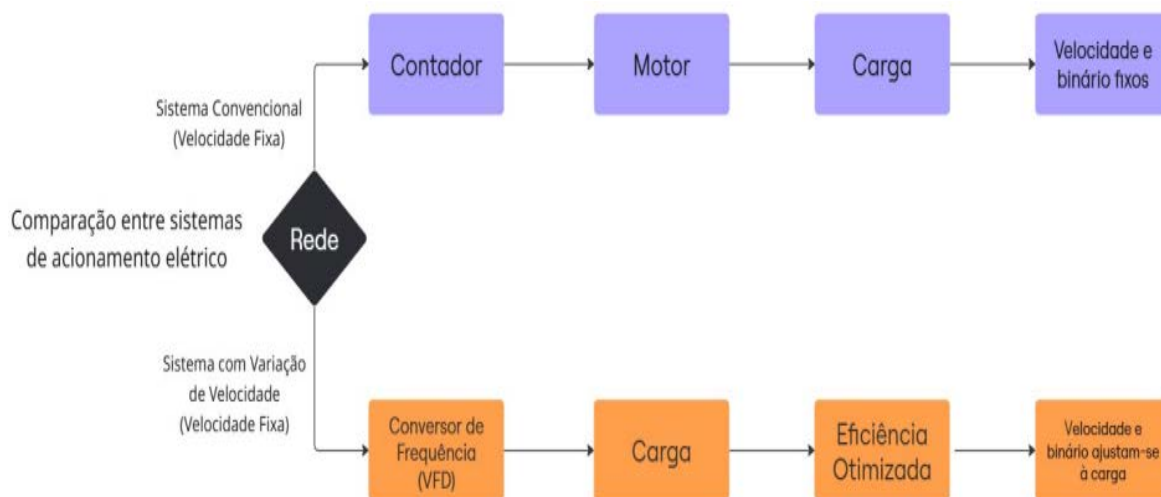 Contador
Motor
Carga
Velocidade e
binário fixos
Sistema Convencional
(Velocidade Fixa)
Comparação entre sistemas
de acionamento elétrico
Rede
Sistema com Variação
de Velocidade
(Velocidade Fixa)
Conversor de
Frequência
(VFD)
Carga
Eficiência
Otimizada
Velocidade e
binário ajustam-se
à carga